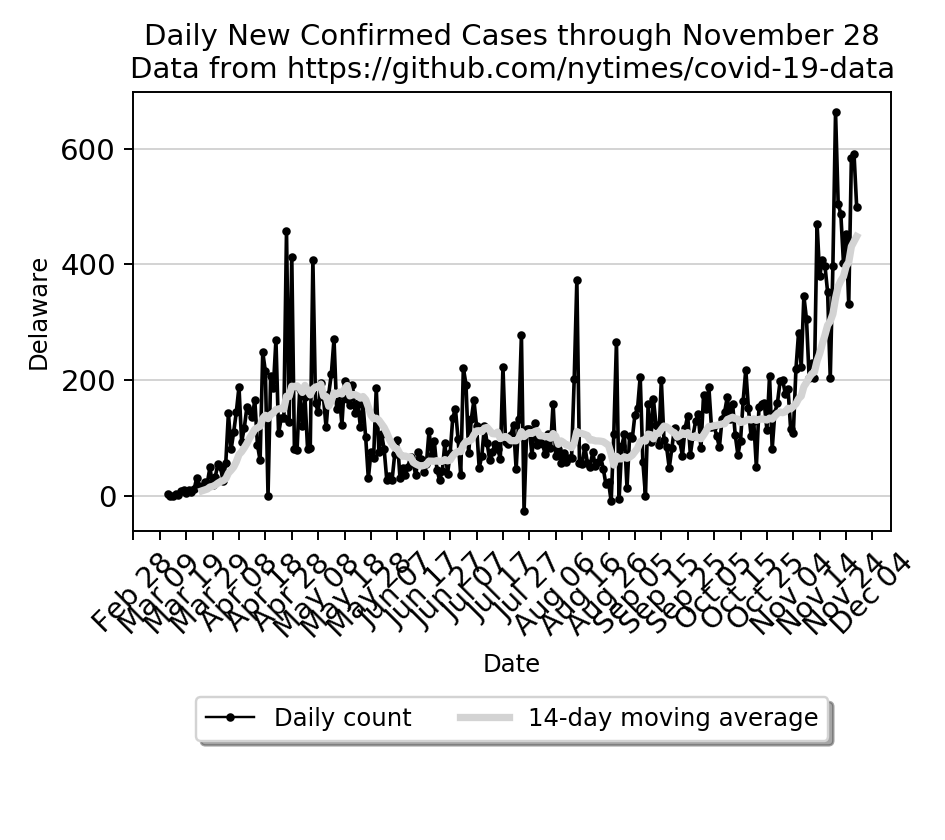 Daily New Confirmed Cases through November 28
Data from https://github.com/nytimes/covid-19-data
Delaware
600
400
200
0
Feb 28
Mar 09
Mar 19
Mar 29
Apr 08
Apr 18
Apr 28
May 08
May 18
May 28
Jun 07
Jun 17
Jun 27
Jul 07
Jul 17
Jul 27
Aug 06
Aug 16
Aug 26
Sep 05
Sep 15
Sep 25
Oct 05
Oct 15
Oct 25
Nov 04
Nov 14
Nov 24
Dec 04
Date
Daily count
14-day moving average